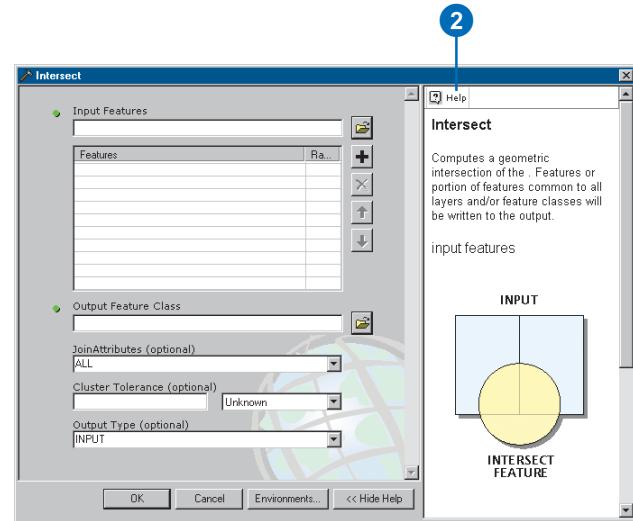 2
Intersect
Input Features
Features Ra...
Output Feature Class
JoinAttributes (optional)
ALL
Cluster Tolerance (optional)
Unknown
Output Type (optional)
INPUT
OK Cancel Environments... << Hide Help
Help
Intersect
Computes a geometric
intersection of the . Features or
portion of features common to all
layers and/or feature classes will
be written to the output.
input features
INPUT
INTERSECT
FEATURE